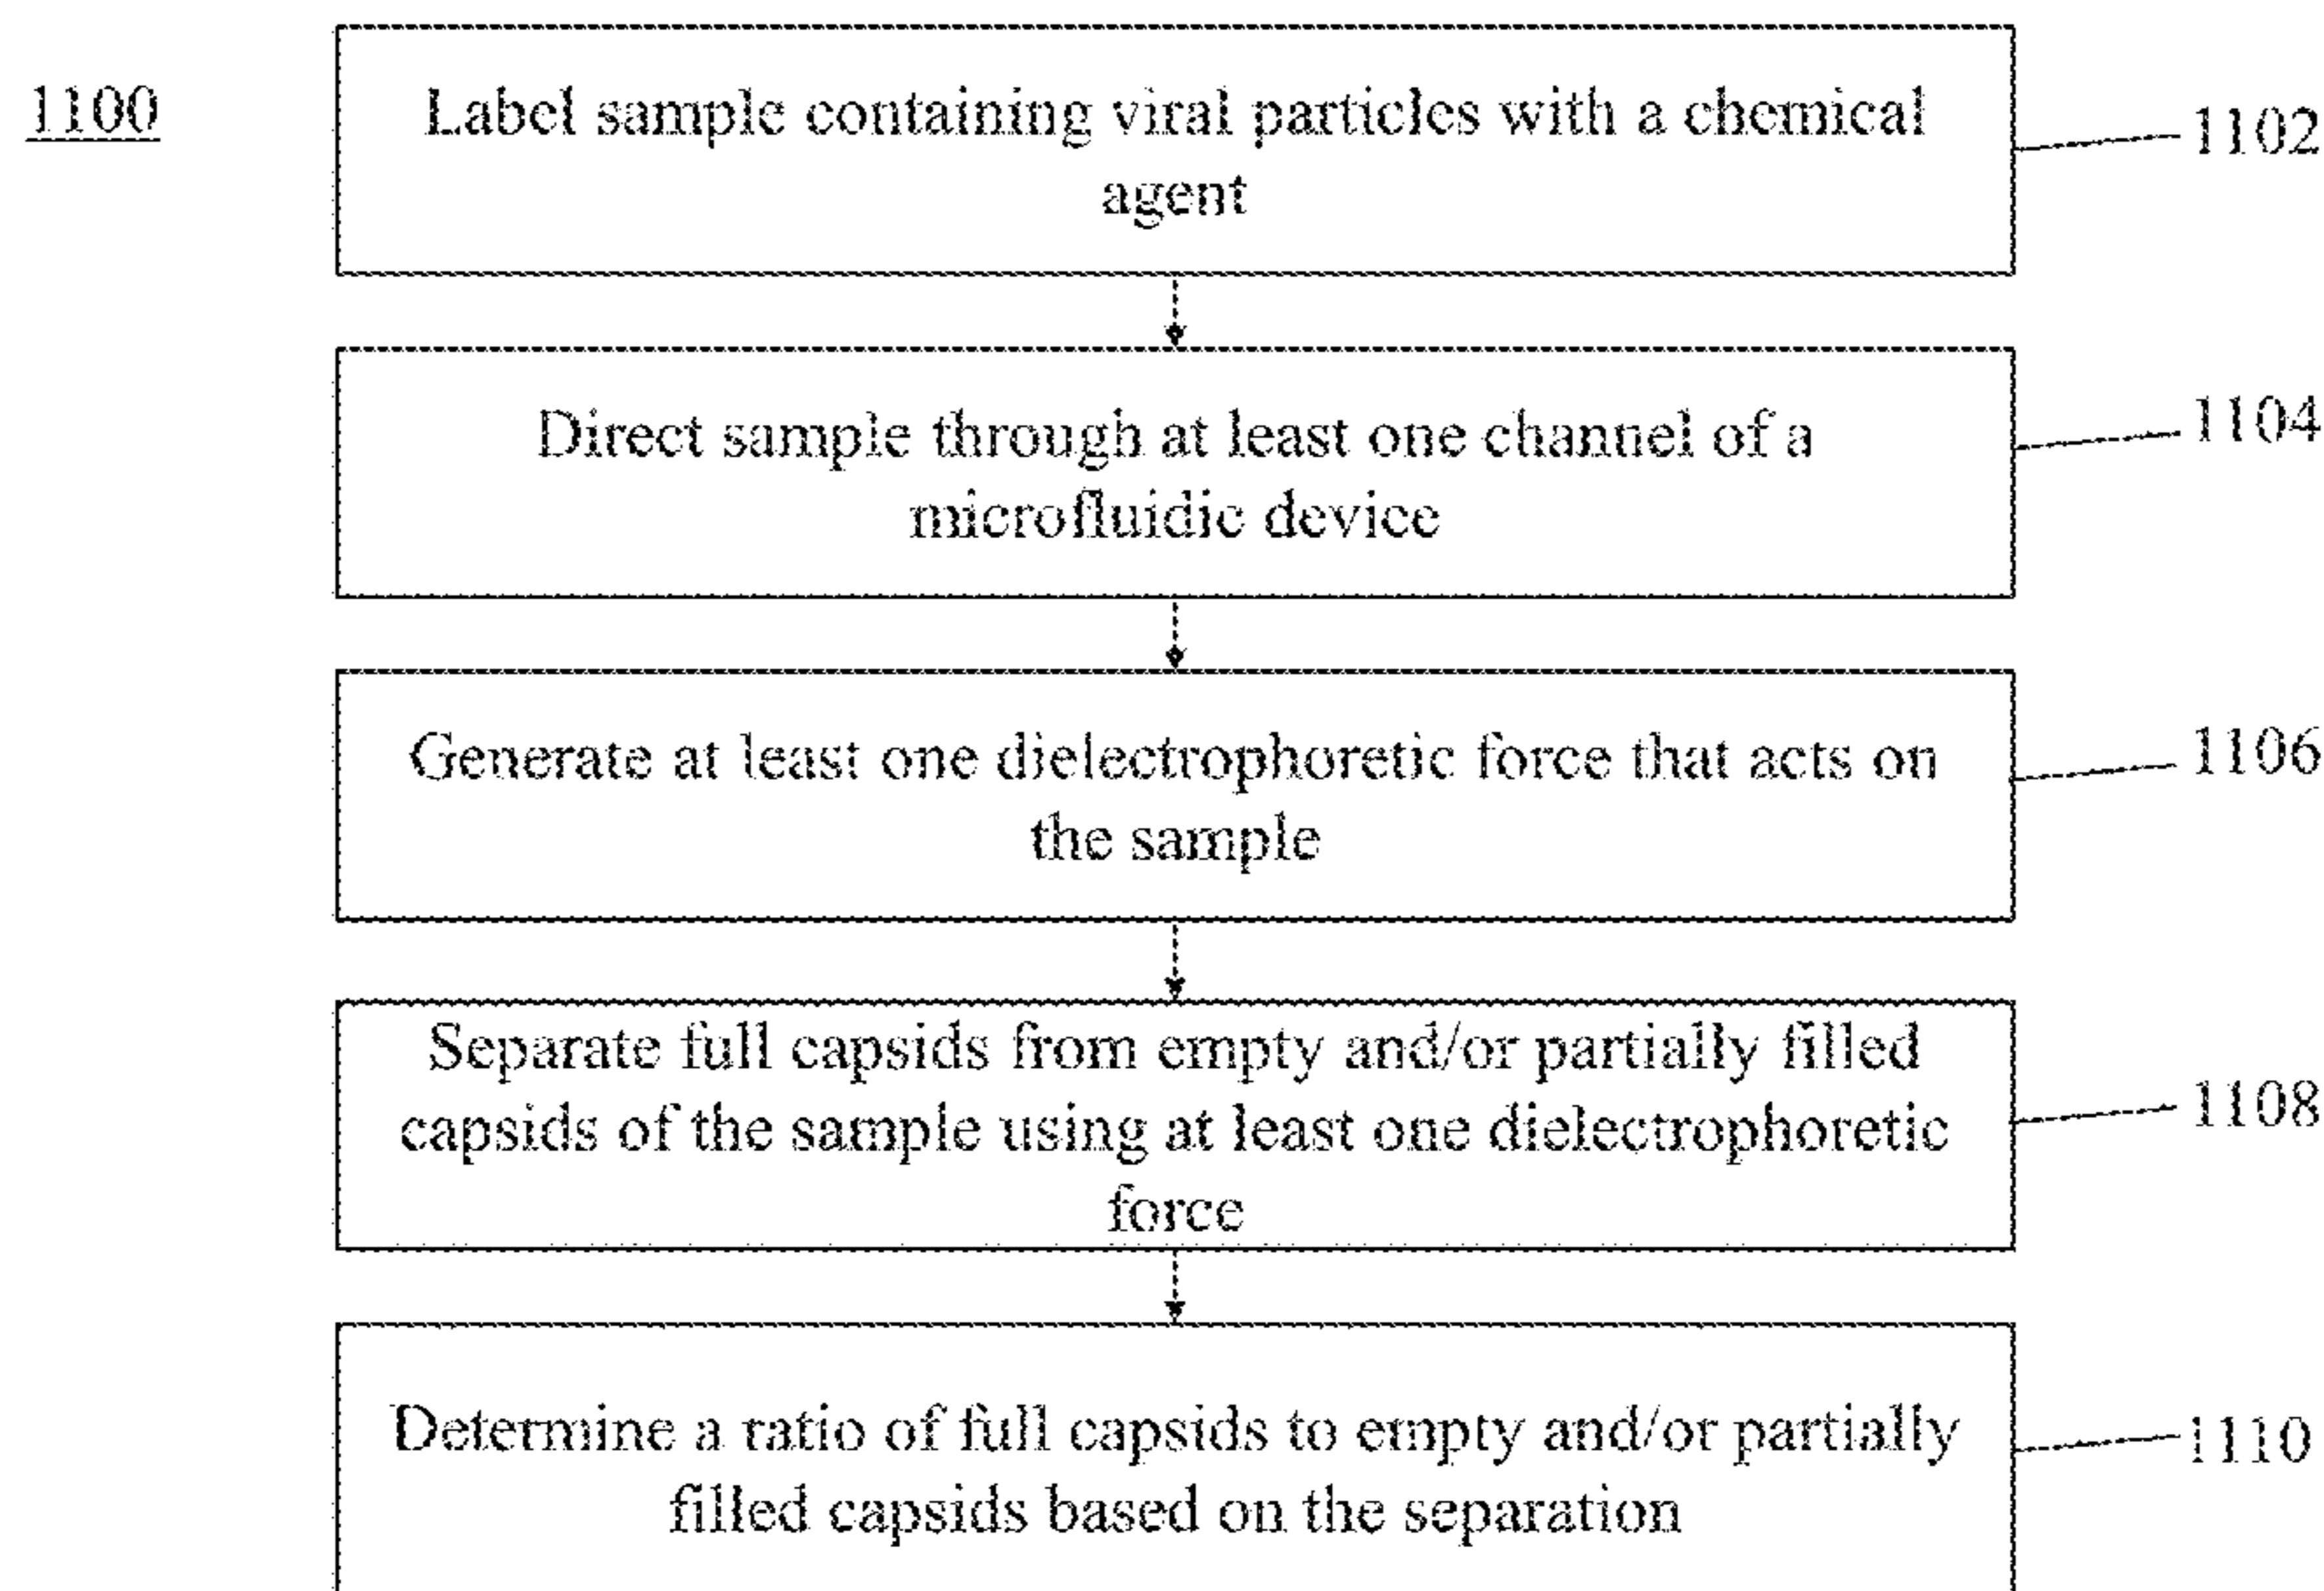 1100
Label sample containing viral particles with a chemical
agent
1102
Direct sample through at least one channel of a
microfluidic device
1104
Generate at least one dielectrophoretic force that acts on
the sample
1106
Separate full capsids from empty and/or partially filled
capsids of the sample using at least one dielectrophoretic
force
1108
Determine a ratio of full capsids to empty and/or partially
filled capsids based on the separation
1110